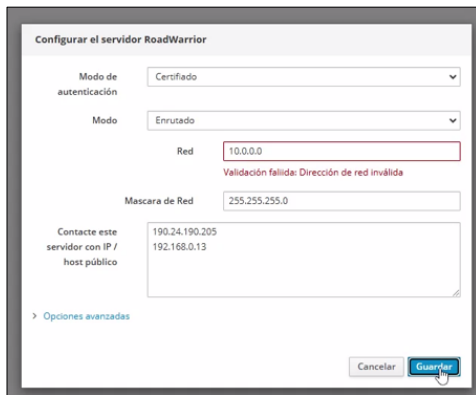 Configurar el servidor RoadWarrior
Modo de autenticación
Certifiado
Modo
Enrutado
Red
10.0.0.0
Validación faliida: Dirección de red inválida
Mascara de Red
255.255.255.0
Contacte este servidor con IP / host público
190.24.190.205
192.168.0.13
> Opciones avanzadas
Cancelar
Guardar